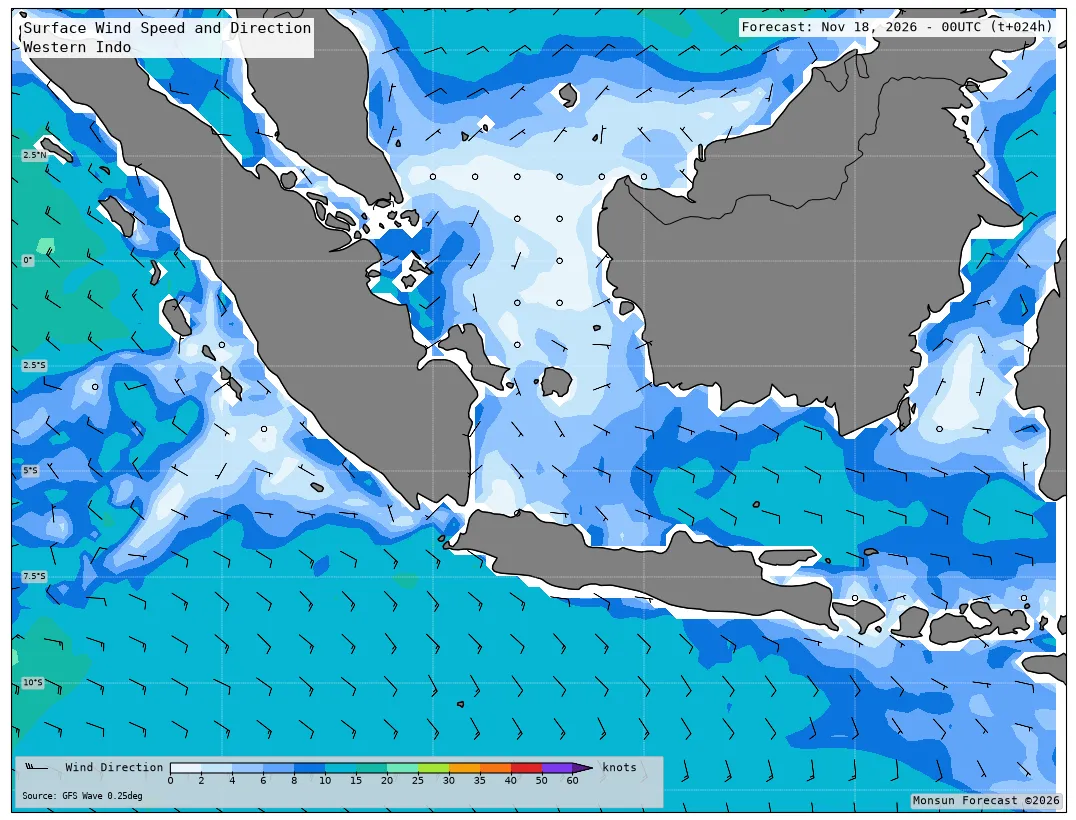 Surface Wind Speed and Direction
Western Indo
Forecast: Nov 18, 2026 - 00UTC (t+024h)
2.5°N
0°
2.5°S
5°S
7.5°S
10°S
Wind Direction
0 2 4 6 8 10 15 20 25 30 35 40 50 60
knots
Source: GFS Wave 0.25deg
Monsun Forecast ©2026